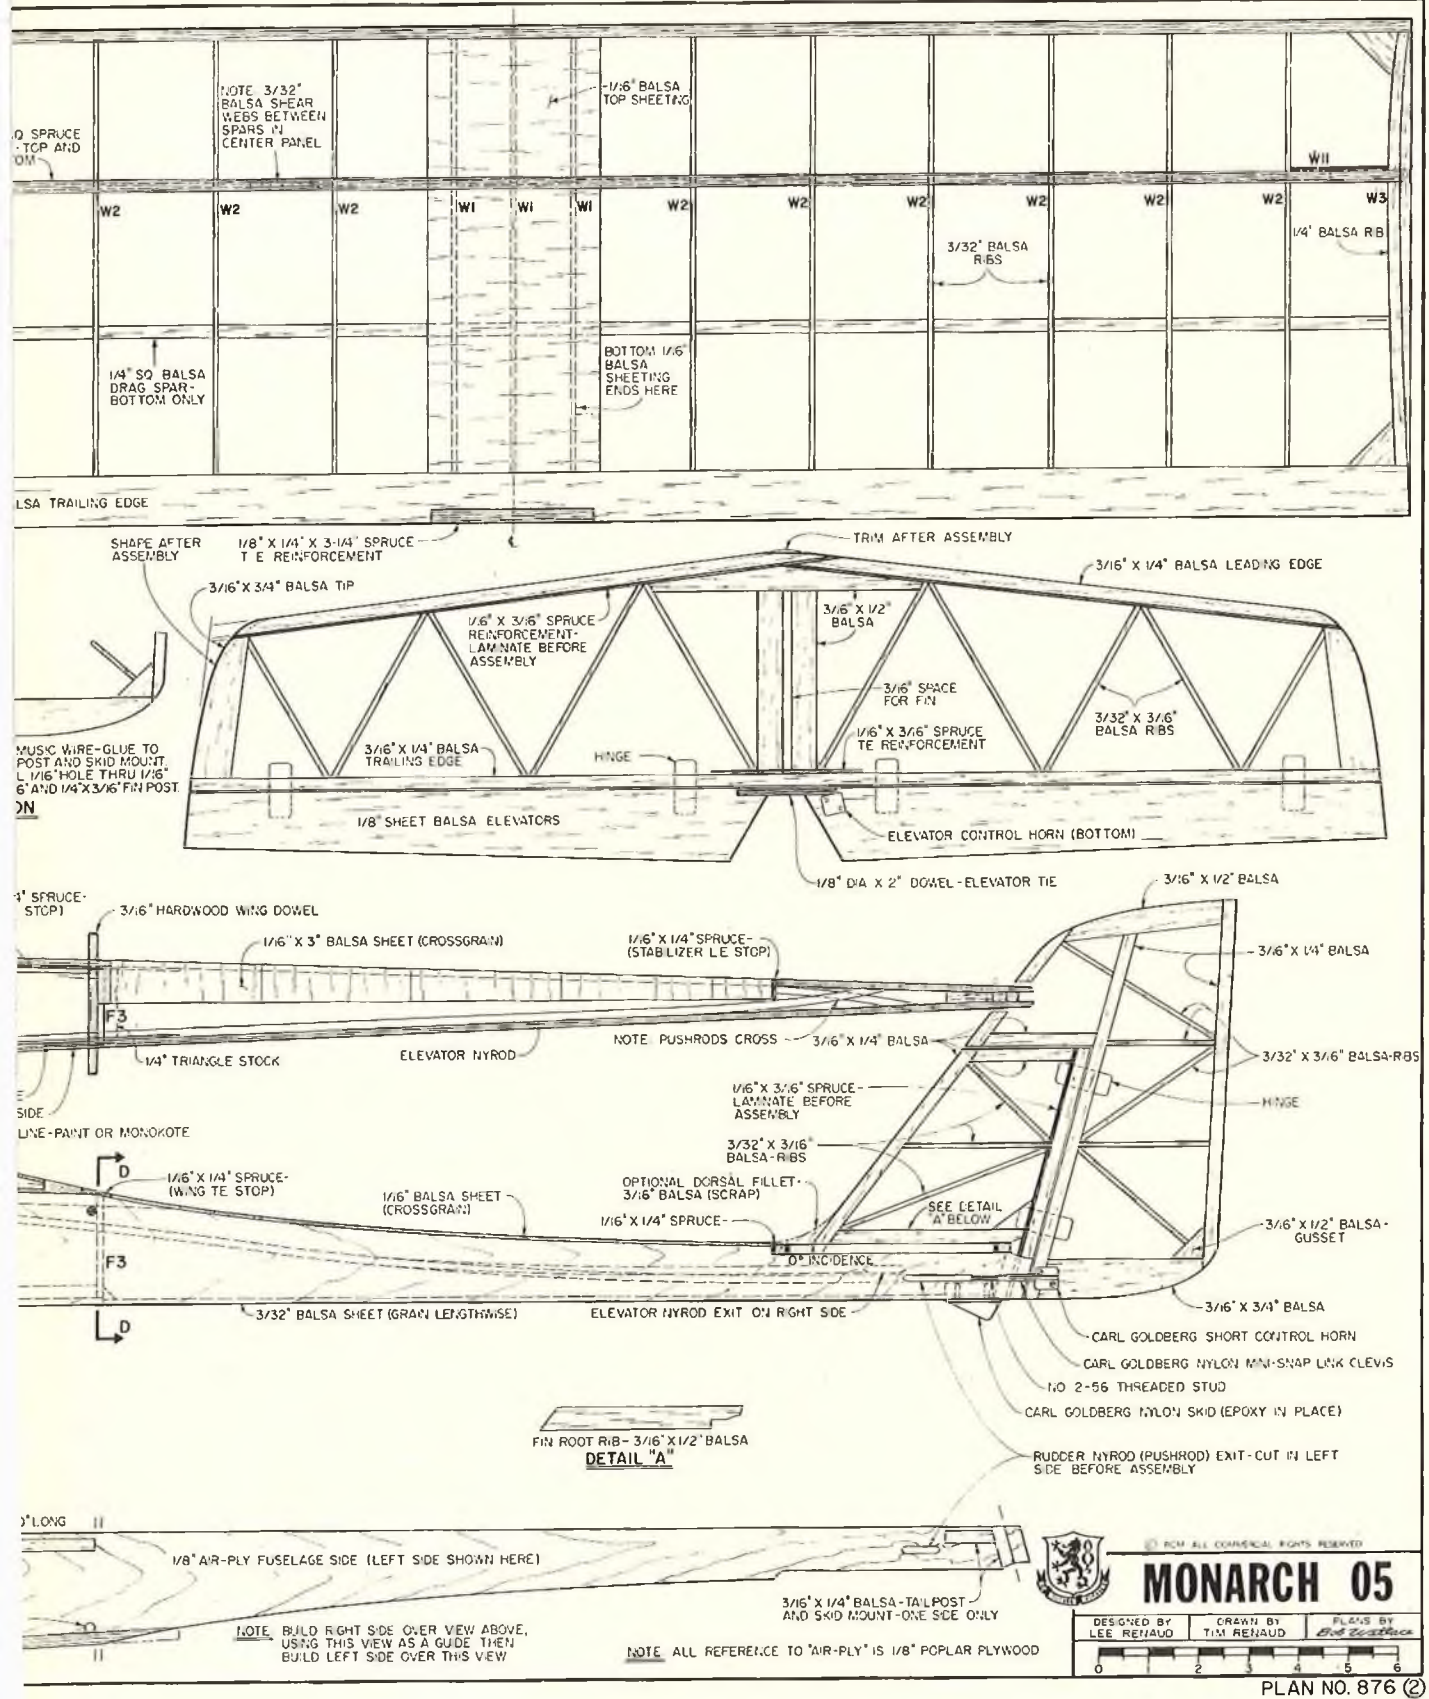 NOTE 3/32"
BALSA SHEAR
WEBS BETWEEN
SPARS IN
CENTER PANEL
1/16" BALSA
TOP SHEETING
Q SPRUCE
- TOP AND
OM
W11
W2
W2
W2
W1
W1
W1
W2
W2
W2
W2
W2
W2
W3
1/4" BALSA RIB
3/32" BALSA
RIBS
1/4" SQ BALSA
DRAG SPAR-
BOTTOM ONLY
BOTTOM 1/16"
BALSA
SHEETING
ENDS HERE
LSA TRAILING EDGE
SHAPE AFTER
ASSEMBLY
1/8" X 1/4" X 3-1/4" SPRUCE
T E REINFORCEMENT
TRIM AFTER ASSEMBLY
3/16" X 3/4" BALSA TIP
3/16" X 1/4" BALSA LEADING EDGE
1/16" X 3/16" SPRUCE
REINFORCEMENT-
LAMINATE BEFORE
ASSEMBLY
3/16" X 1/2"
BALSA
3/16" SPACE
FOR FIN
3/32" X 3/16"
BALSA RIBS
1/16" X 3/16" SPRUCE
TE REINFORCEMENT
3/16" X 1/4" BALSA
TRAILING EDGE
HINGE
MUSIC WIRE-GLUE TO
POST AND SKID MOUNT.
L 1/16" HOLE THRU 1/16"
6" AND 1/4" X 3/16" FIN POST.
ON
1/8" SHEET BALSA ELEVATORS
ELEVATOR CONTROL HORN (BOTTOM)
1/8" DIA X 2" DOWEL-ELEVATOR TIE
4" SPRUCE-
STOP)
3/16" HARDWOOD WING DOWEL
3/16" X 1/2" BALSA
1/16" X 3" BALSA SHEET (CROSSGRAIN)
1/16" X 1/4" SPRUCE-
(STABILIZER LE STOP)
3/16" X 1/4" BALSA
F3
1/4" TRIANGLE STOCK
ELEVATOR NYROD
NOTE PUSHRODS CROSS
3/16" X 1/4" BALSA
3/32" X 3/16" BALSA-RIBS
E
SIDE
LINE-PAINT OR MONOKOTE
1/16" X 3/16" SPRUCE-
LAMINATE BEFORE
ASSEMBLY
HINGE
3/32" X 3/16"
BALSA-RIBS
D
1/16" X 1/4" SPRUCE-
(WING TE STOP)
1/16" BALSA SHEET
(CROSSGRAIN)
OPTIONAL DORSAL FILLET-
3/16" BALSA (SCRAP)
1/16" X 1/4" SPRUCE-
SEE DETAIL
"A" BELOW
3/16" X 1/2" BALSA-
GUSSET
F3
0° INCIDENCE
D
3/32" BALSA SHEET (GRAIN LENGTHWISE)
ELEVATOR NYROD EXIT ON RIGHT SIDE
3/16" X 3/4" BALSA
CARL GOLDBERG SHORT CONTROL HORN
CARL GOLDBERG NYLON MINI-SNAP LINK CLEVIS
NO 2-56 THREADED STUD
CARL GOLDBERG NYLON SKID (EPOXY IN PLACE)
FIN ROOT RIB- 3/16" X 1/2" BALSA
DETAIL "A"
RUDDER NYROD (PUSHROD) EXIT-CUT IN LEFT
SIDE BEFORE ASSEMBLY
" LONG
1/8" AIR-PLY FUSELAGE SIDE (LEFT SIDE SHOWN HERE)
3/16" X 1/4" BALSA-TAILPOST
AND SKID MOUNT-ONE SIDE ONLY
NOTE BUILD RIGHT SIDE OVER VIEW ABOVE,
USING THIS VIEW AS A GUIDE THEN
BUILD LEFT SIDE OVER THIS VIEW
NOTE ALL REFERENCE TO "AIR-PLY" IS 1/8" POPLAR PLYWOOD
© RCM ALL COMMERCIAL RIGHTS RESERVED
MONARCH 05
DESIGNED BY
LEE RENAUD
DRAWN BY
TIM RENAUD
PLANS BY
Bob Wallace
0 2 3 4 5 6
PLAN NO. 876 (2)